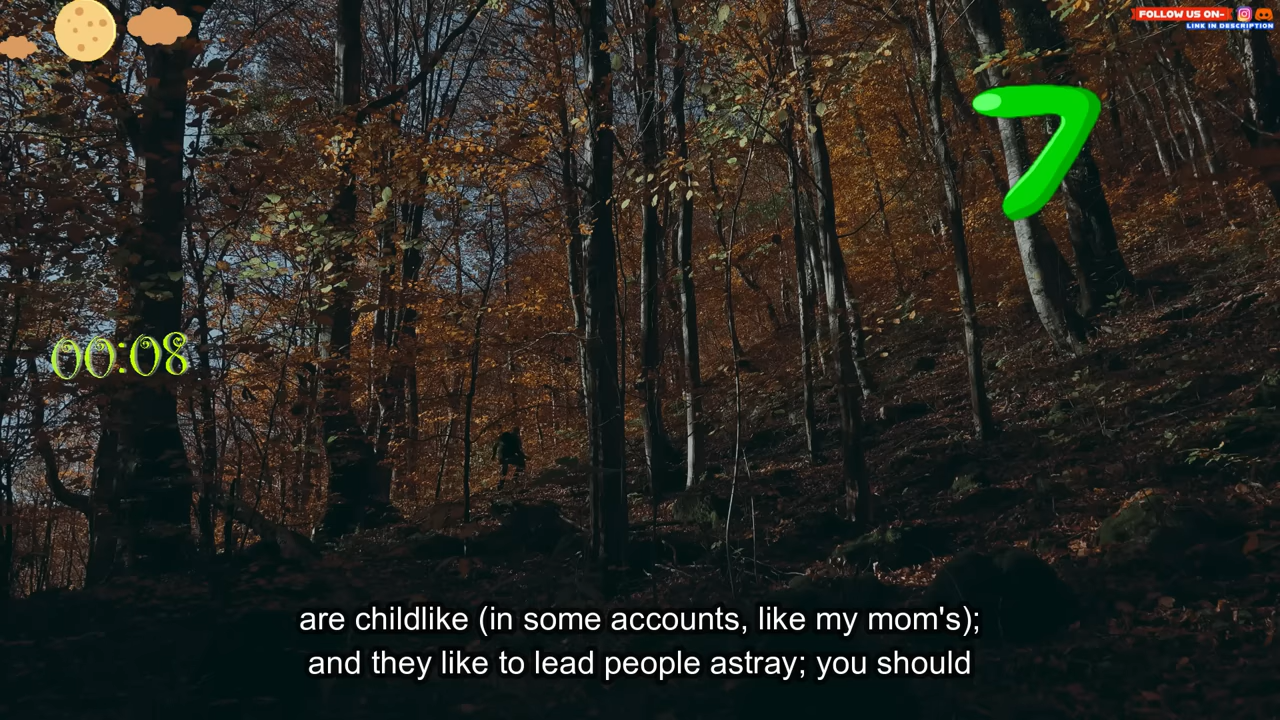 FOLLOW US ON-
LINK IN DESCRIPTION
7
00:08
are childlike (in some accounts, like my mom's);
and they like to lead people astray; you should